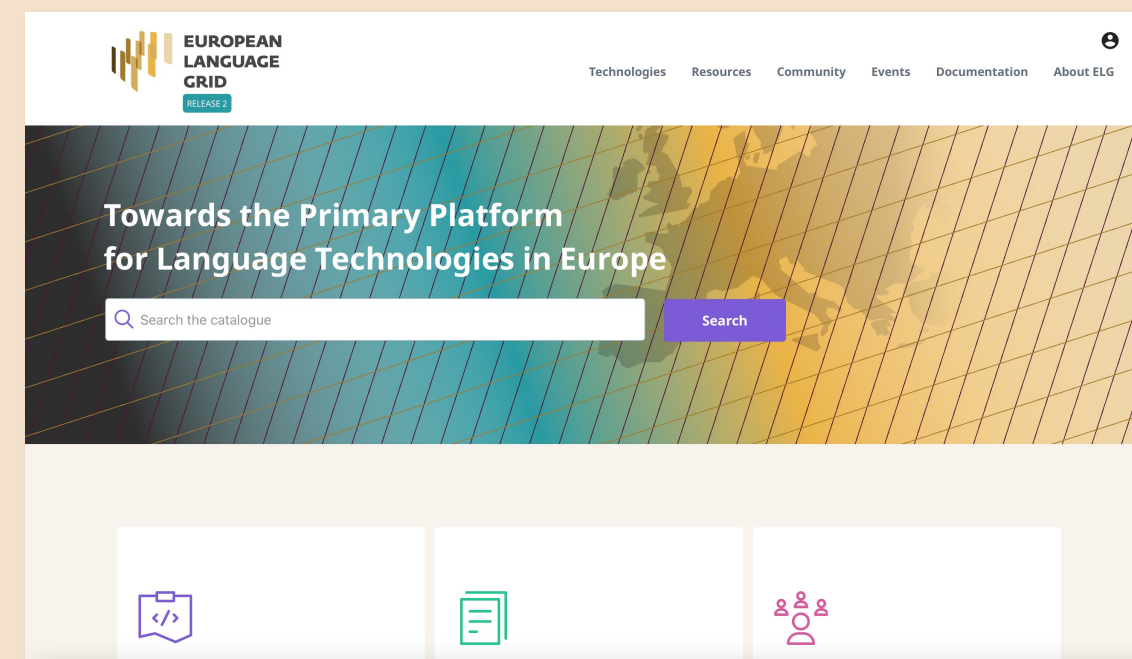 EUROPEAN
LANGUAGE
GRID
RELEASE 2
Technologies Resources Community Events Documentation About ELG
Towards the Primary Platform
for Language Technologies in Europe
Search the catalogue
Search